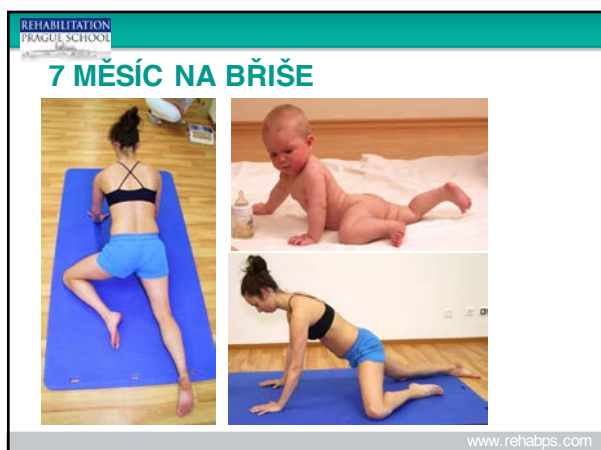 REHABILITATION
PRAGUE SCHOOL
7 MĚSÍC NA BŘIŠE
www.rehabps.com